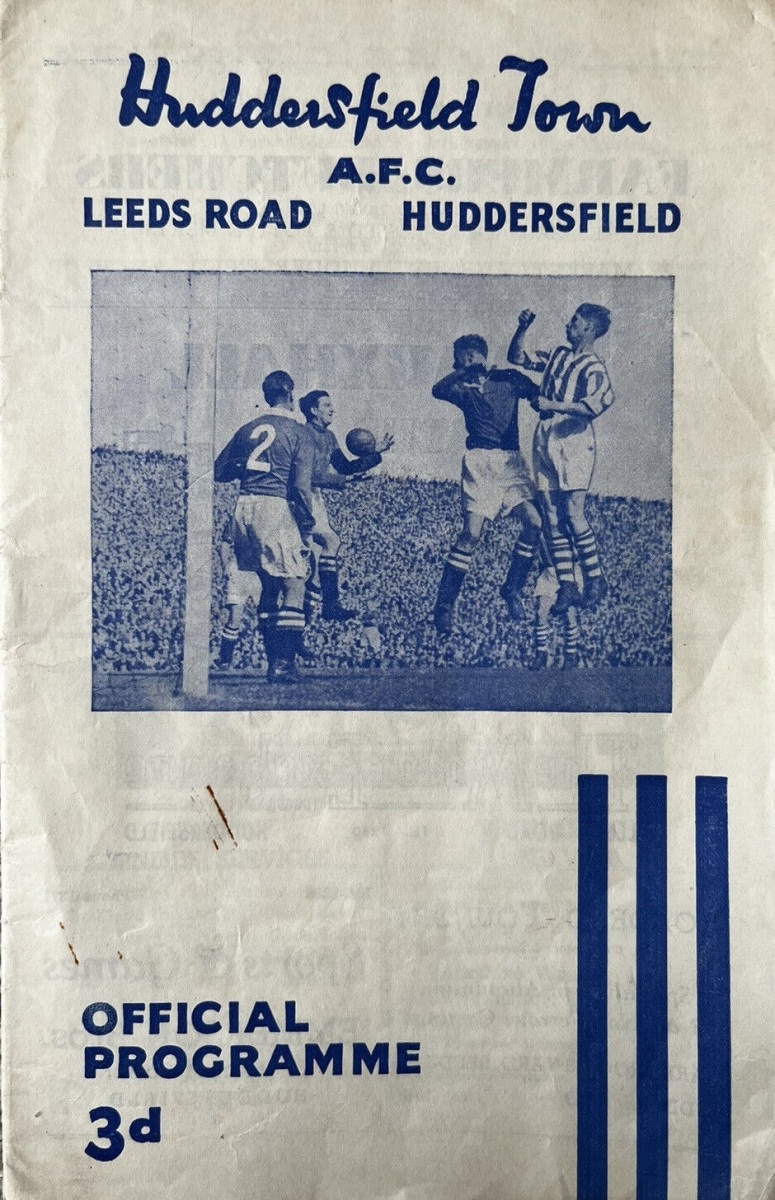 Huddersfield Town
A.F.C.
LEEDS ROAD HUDDERSFIELD
2
OFFICIAL
PROGRAMME
3d